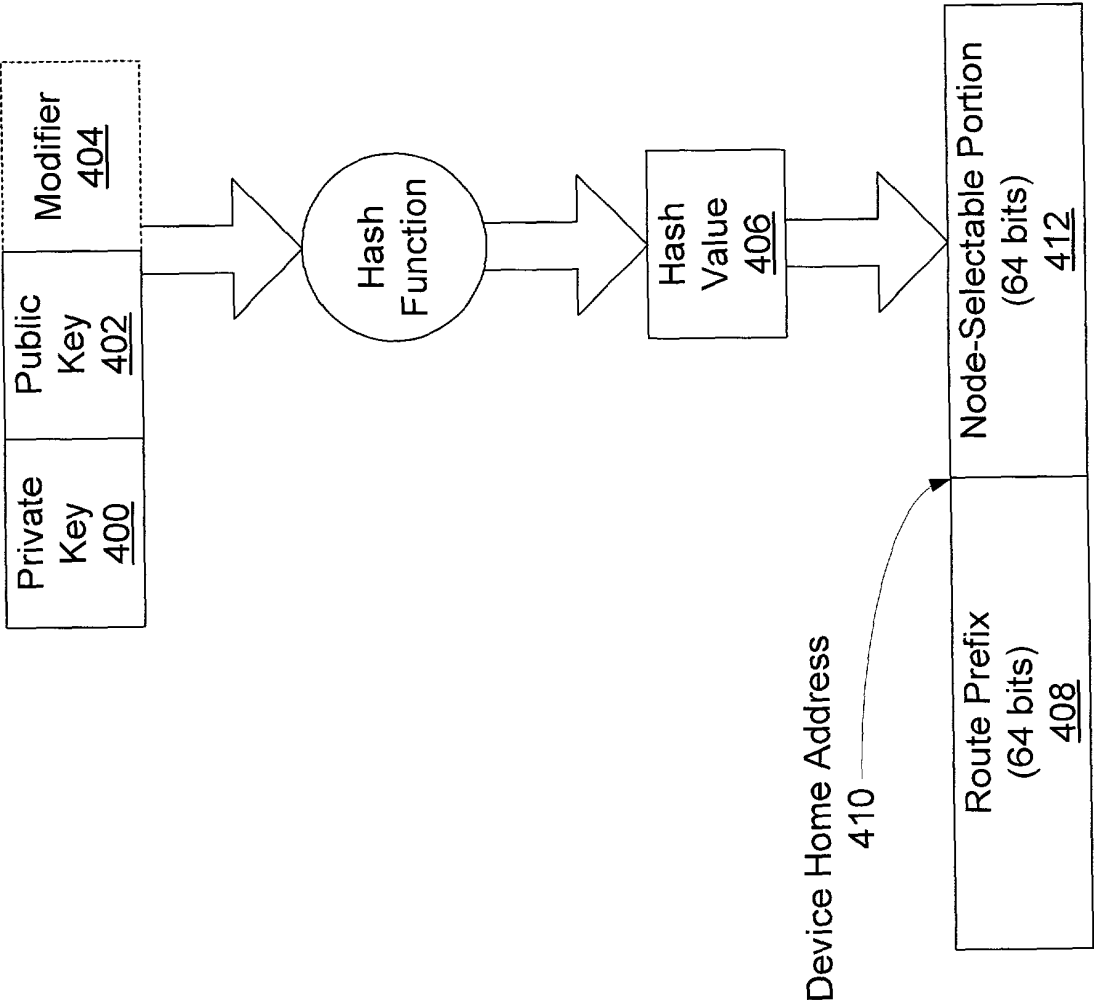 Private
Key
400
Public
Key
402
Modifier
404
Hash
Function
Hash
Value
406
Device Home Address
410
Route Prefix
(64 bits)
408
Node-Selectable Portion
(64 bits)
412